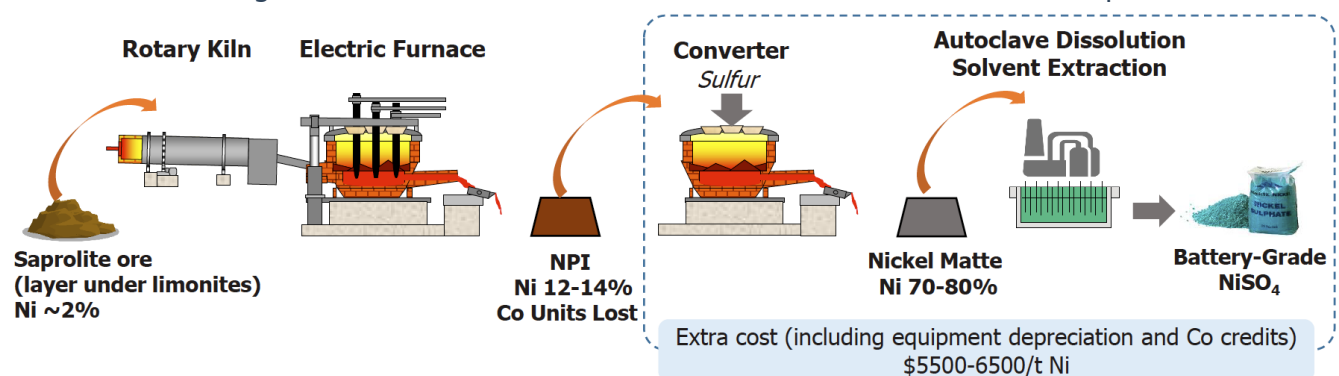 Rotary Kiln
Electric Furnace
Converter
Sulfur
Autoclave Dissolution
Solvent Extraction
Saprolite ore
(layer under limonites)
Ni ~2%
NPI
Ni 12-14%
Co Units Lost
Nickel Matte
Ni 70-80%
NICKEL
SULPHATE
Battery-Grade
NiSO₄
Extra cost (including equipment depreciation and Co credits)
$5500-6500/t Ni